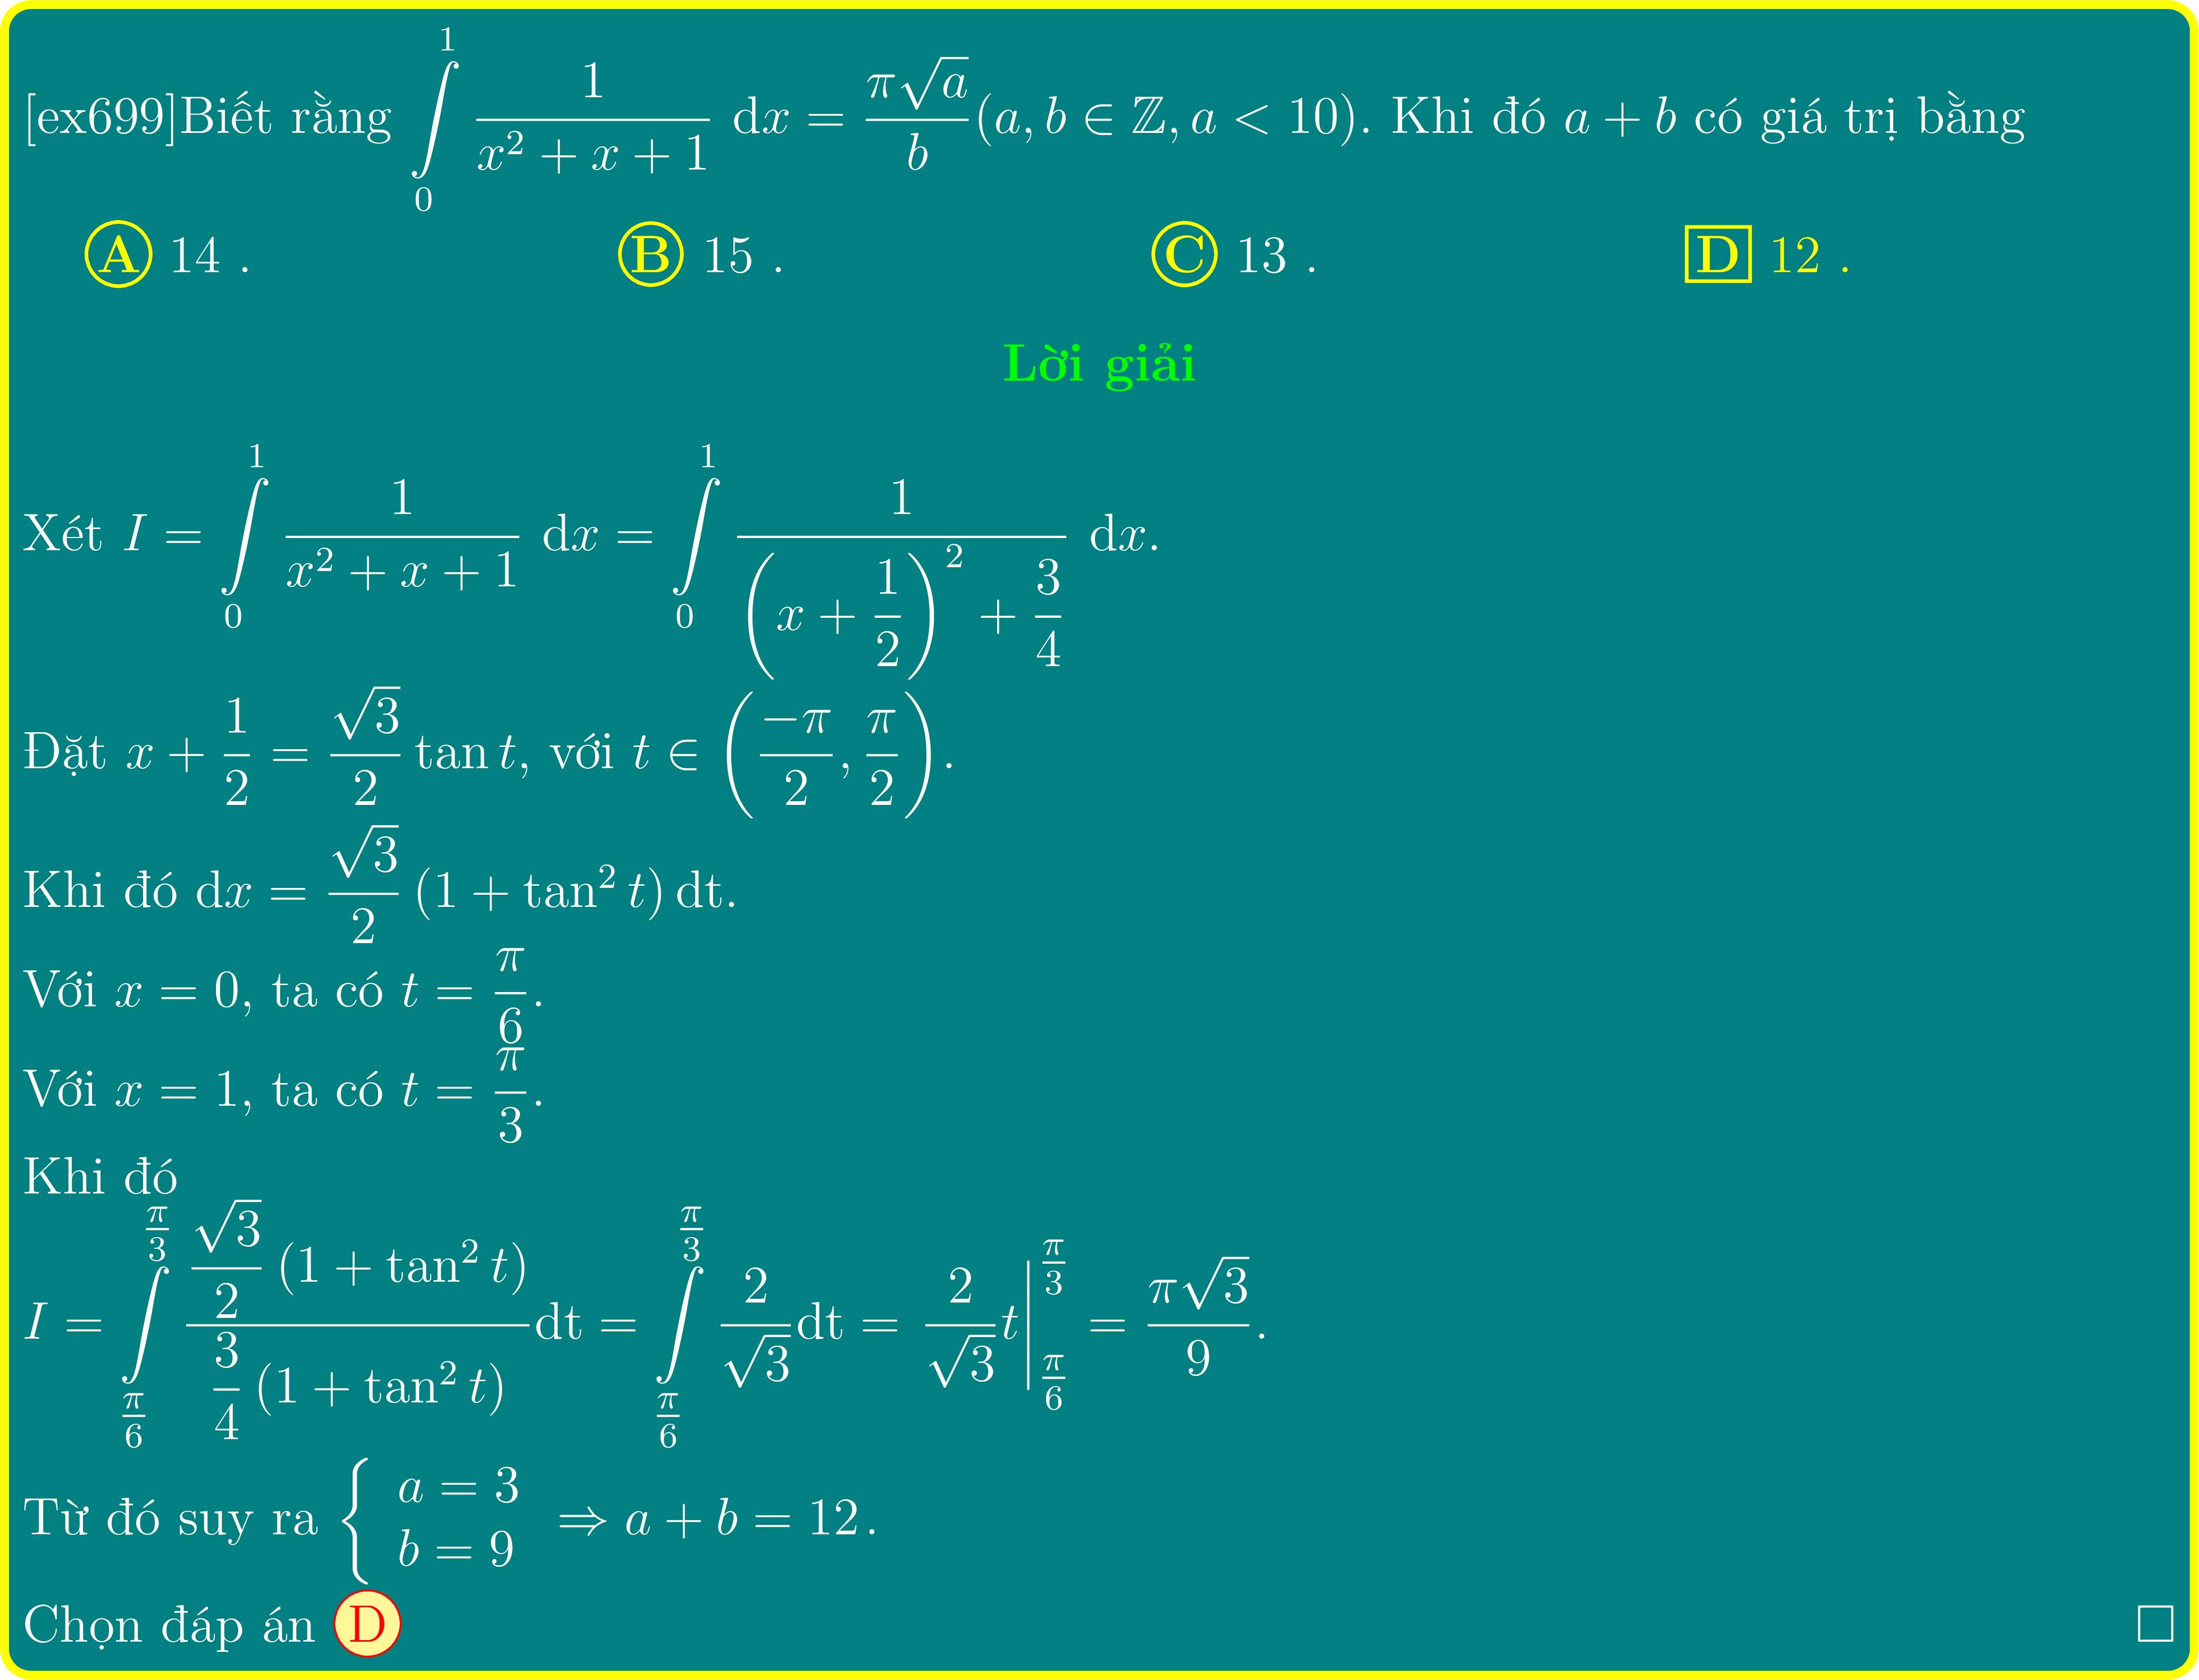 [ex699]Biết rằng $\int\limits_0^1 \frac{1}{x^2+x+1}\ \mathrm{d}x = \frac{\pi\sqrt{a}}{b}(a, b \in \mathbb{Z}, a < 10)$. Khi đó $a + b$ có giá trị bằng
Ⓐ 14 . Ⓑ 15 . Ⓒ 13 . D 12 .
Lời giải
Xét $I = \int\limits_0^1 \frac{1}{x^2+x+1}\ \mathrm{d}x = \int\limits_0^1 \frac{1}{\left(x+\frac{1}{2}\right)^2+\frac{3}{4}}\ \mathrm{d}x$.
Đặt $x + \frac{1}{2} = \frac{\sqrt{3}}{2}\tan t$, với $t \in \left(\frac{-\pi}{2}, \frac{\pi}{2}\right)$.
Khi đó $\mathrm{d}x = \frac{\sqrt{3}}{2}(1+\tan^2 t)\,\mathrm{dt}$.
Với $x = 0$, ta có $t = \frac{\pi}{6}$.
Với $x = 1$, ta có $t = \frac{\pi}{3}$.
Khi đó
$I = \int\limits_{\frac{\pi}{6}}^{\frac{\pi}{3}} \frac{\frac{\sqrt{3}}{2}(1+\tan^2 t)}{\frac{3}{4}(1+\tan^2 t)}\mathrm{dt} = \int\limits_{\frac{\pi}{6}}^{\frac{\pi}{3}} \frac{2}{\sqrt{3}}\mathrm{dt} = \frac{2}{\sqrt{3}}t\Big|_{\frac{\pi}{6}}^{\frac{\pi}{3}} = \frac{\pi\sqrt{3}}{9}$.
Từ đó suy ra $\begin{cases} a = 3 \\ b = 9 \end{cases} \Rightarrow a + b = 12$.
Chọn đáp án Ⓓ □